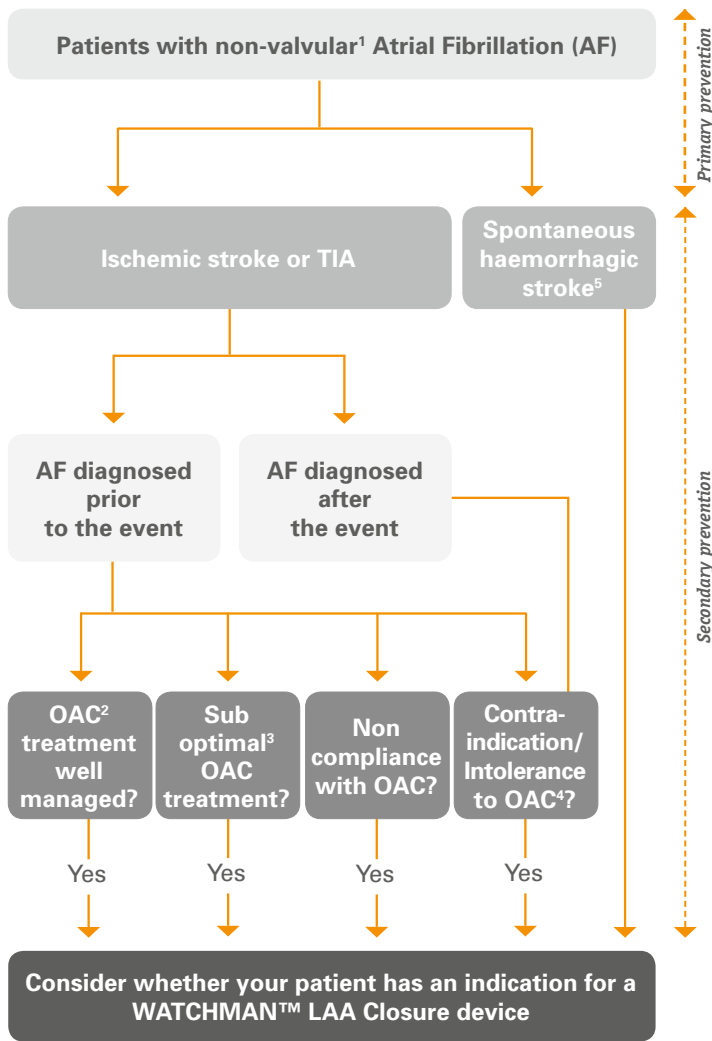 Patients with non-valvular¹ Atrial Fibrillation (AF)
Primary prevention
Ischemic stroke or TIA
Spontaneous
haemorrhagic
stroke⁵
AF diagnosed
prior
to the event
AF diagnosed
after
the event
Secondary prevention
OAC²
treatment
well
managed?
Sub
optimal³
OAC
treatment?
Non
compliance
with OAC?
Contra-
indication/
Intolerance
to OAC⁴?
Yes
Yes
Yes
Yes
Consider whether your patient has an indication for a
WATCHMAN™ LAA Closure device